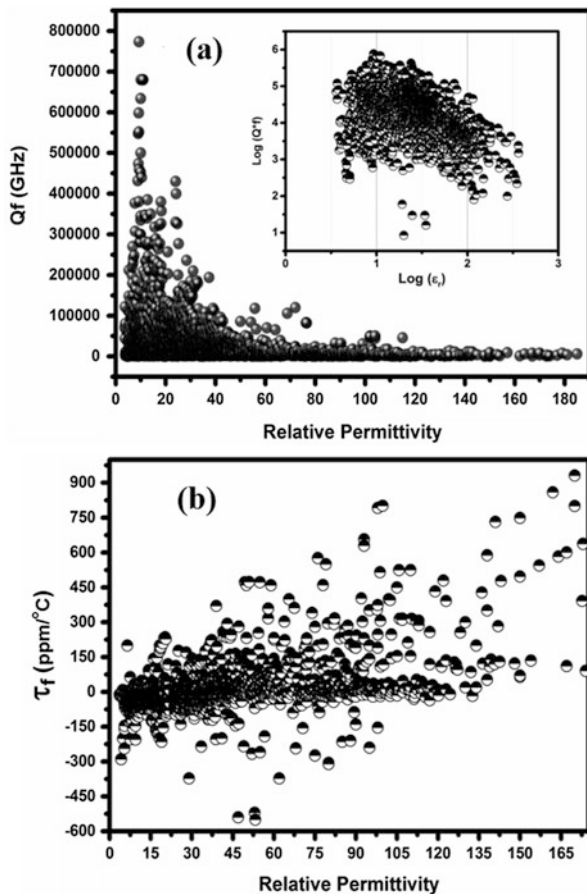 (a)
Qf (GHz)
800000
700000
600000
500000
400000
300000
200000
100000
0
0 20 40 60 80 100 120 140 160 180
Relative Permittivity
Log (Q*f)
6
5
4
3
2
1
0 1 2 3
Log (εᵣ)
(b)
τf (ppm/°C)
900
750
600
450
300
150
0
-150
-300
-450
-600
0 15 30 45 60 75 90 105 120 135 150 165
Relative Permittivity